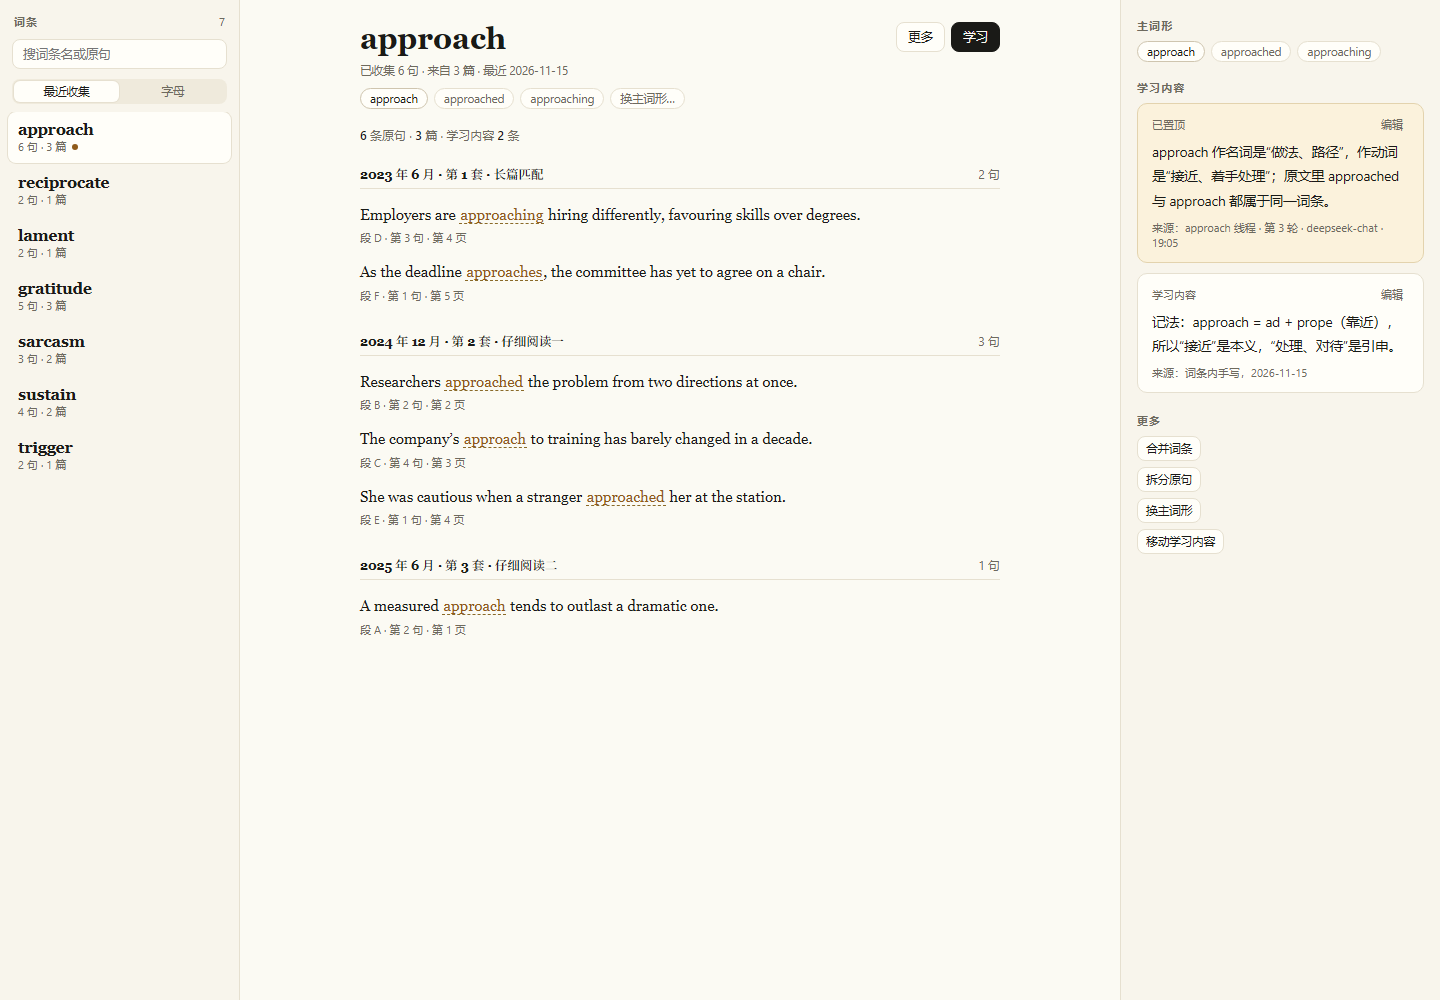 词条
7
搜词条名或原句
最近收集
字母
approach
6 句 · 3 篇
reciprocate
2 句 · 1 篇
lament
2 句 · 1 篇
gratitude
5 句 · 3 篇
sarcasm
3 句 · 2 篇
sustain
4 句 · 2 篇
trigger
2 句 · 1 篇
approach
更多
学习
已收集 6 句 · 来自 3 篇 · 最近 2026-11-15
approach
approached
approaching
换主词形…
6 条原句 · 3 篇 · 学习内容 2 条
2023 年 6 月 · 第 1 套 · 长篇匹配
2 句
Employers are approaching hiring differently, favouring skills over degrees.
段 D · 第 3 句 · 第 4 页
As the deadline approaches, the committee has yet to agree on a chair.
段 F · 第 1 句 · 第 5 页
2024 年 12 月 · 第 2 套 · 仔细阅读一
3 句
Researchers approached the problem from two directions at once.
段 B · 第 2 句 · 第 2 页
The company’s approach to training has barely changed in a decade.
段 C · 第 4 句 · 第 3 页
She was cautious when a stranger approached her at the station.
段 E · 第 1 句 · 第 4 页
2025 年 6 月 · 第 3 套 · 仔细阅读二
1 句
A measured approach tends to outlast a dramatic one.
段 A · 第 2 句 · 第 1 页
主词形
approach
approached
approaching
学习内容
已置顶
编辑
approach 作名词是“做法、路径”，作动词
是“接近、着手处理”；原文里 approached
与 approach 都属于同一词条。
来源：approach 线程 · 第 3 轮 · deepseek-chat ·
19:05
学习内容
编辑
记法：approach = ad + prope（靠近），
所以“接近”是本义，“处理、对待”是引申。
来源：词条内手写，2026-11-15
更多
合并词条
拆分原句
换主词形
移动学习内容